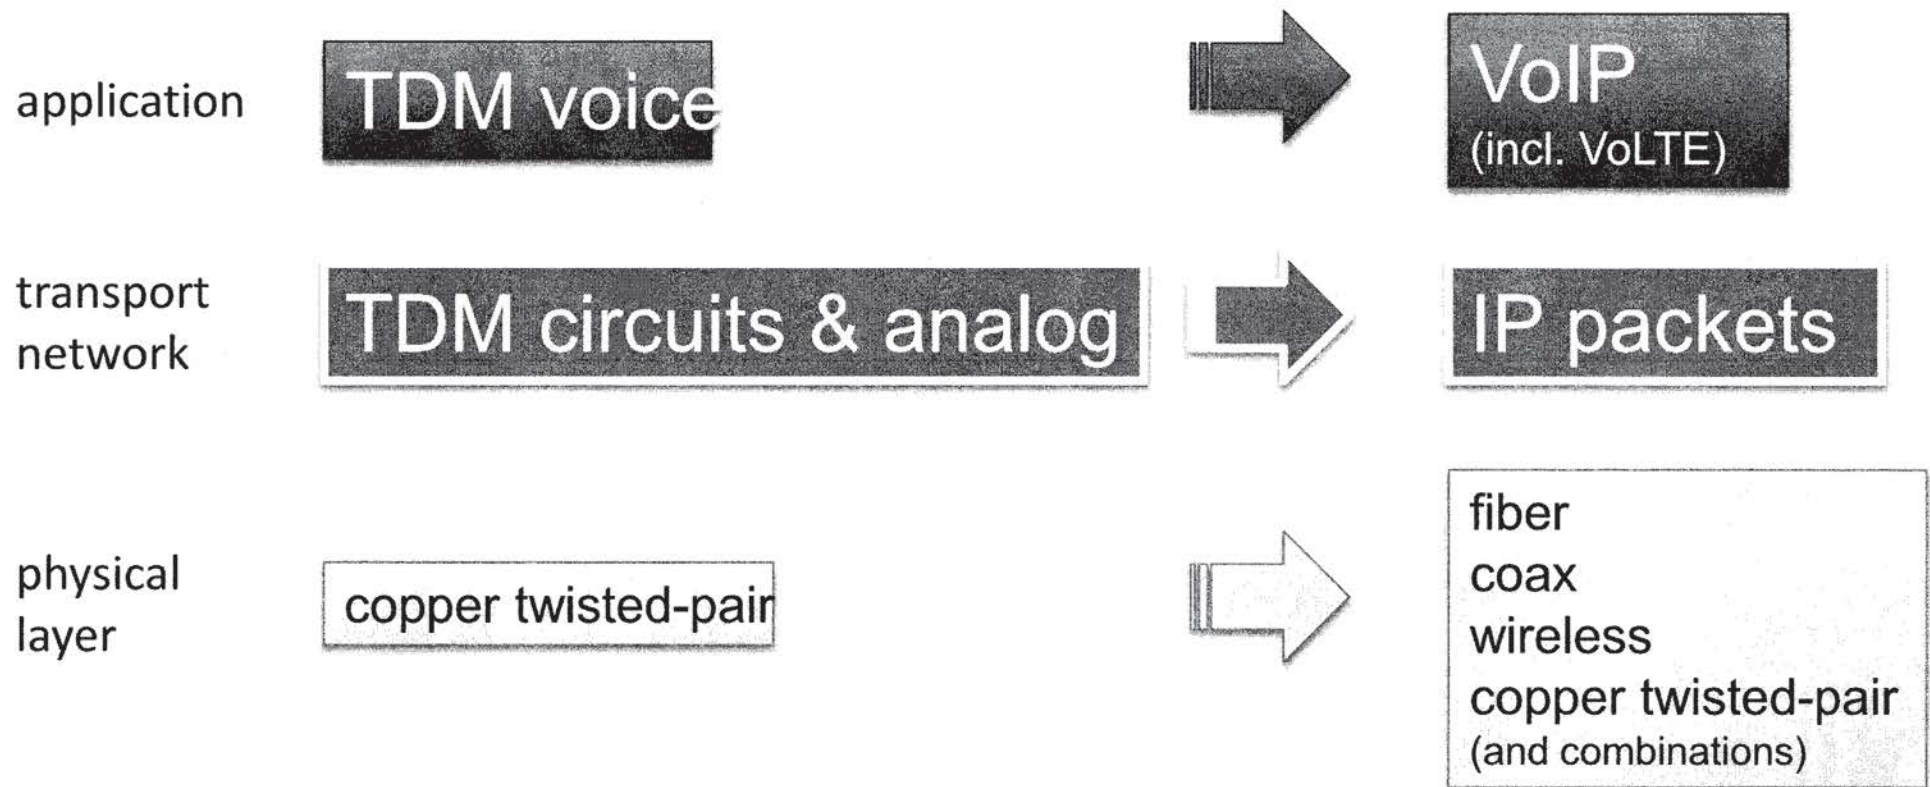 application
TDM voice
VoIP
(incl. VoLTE)
transport
network
TDM circuits & analog
IP packets
physical
layer
copper twisted-pair
fiber
coax
wireless
copper twisted-pair
(and combinations)